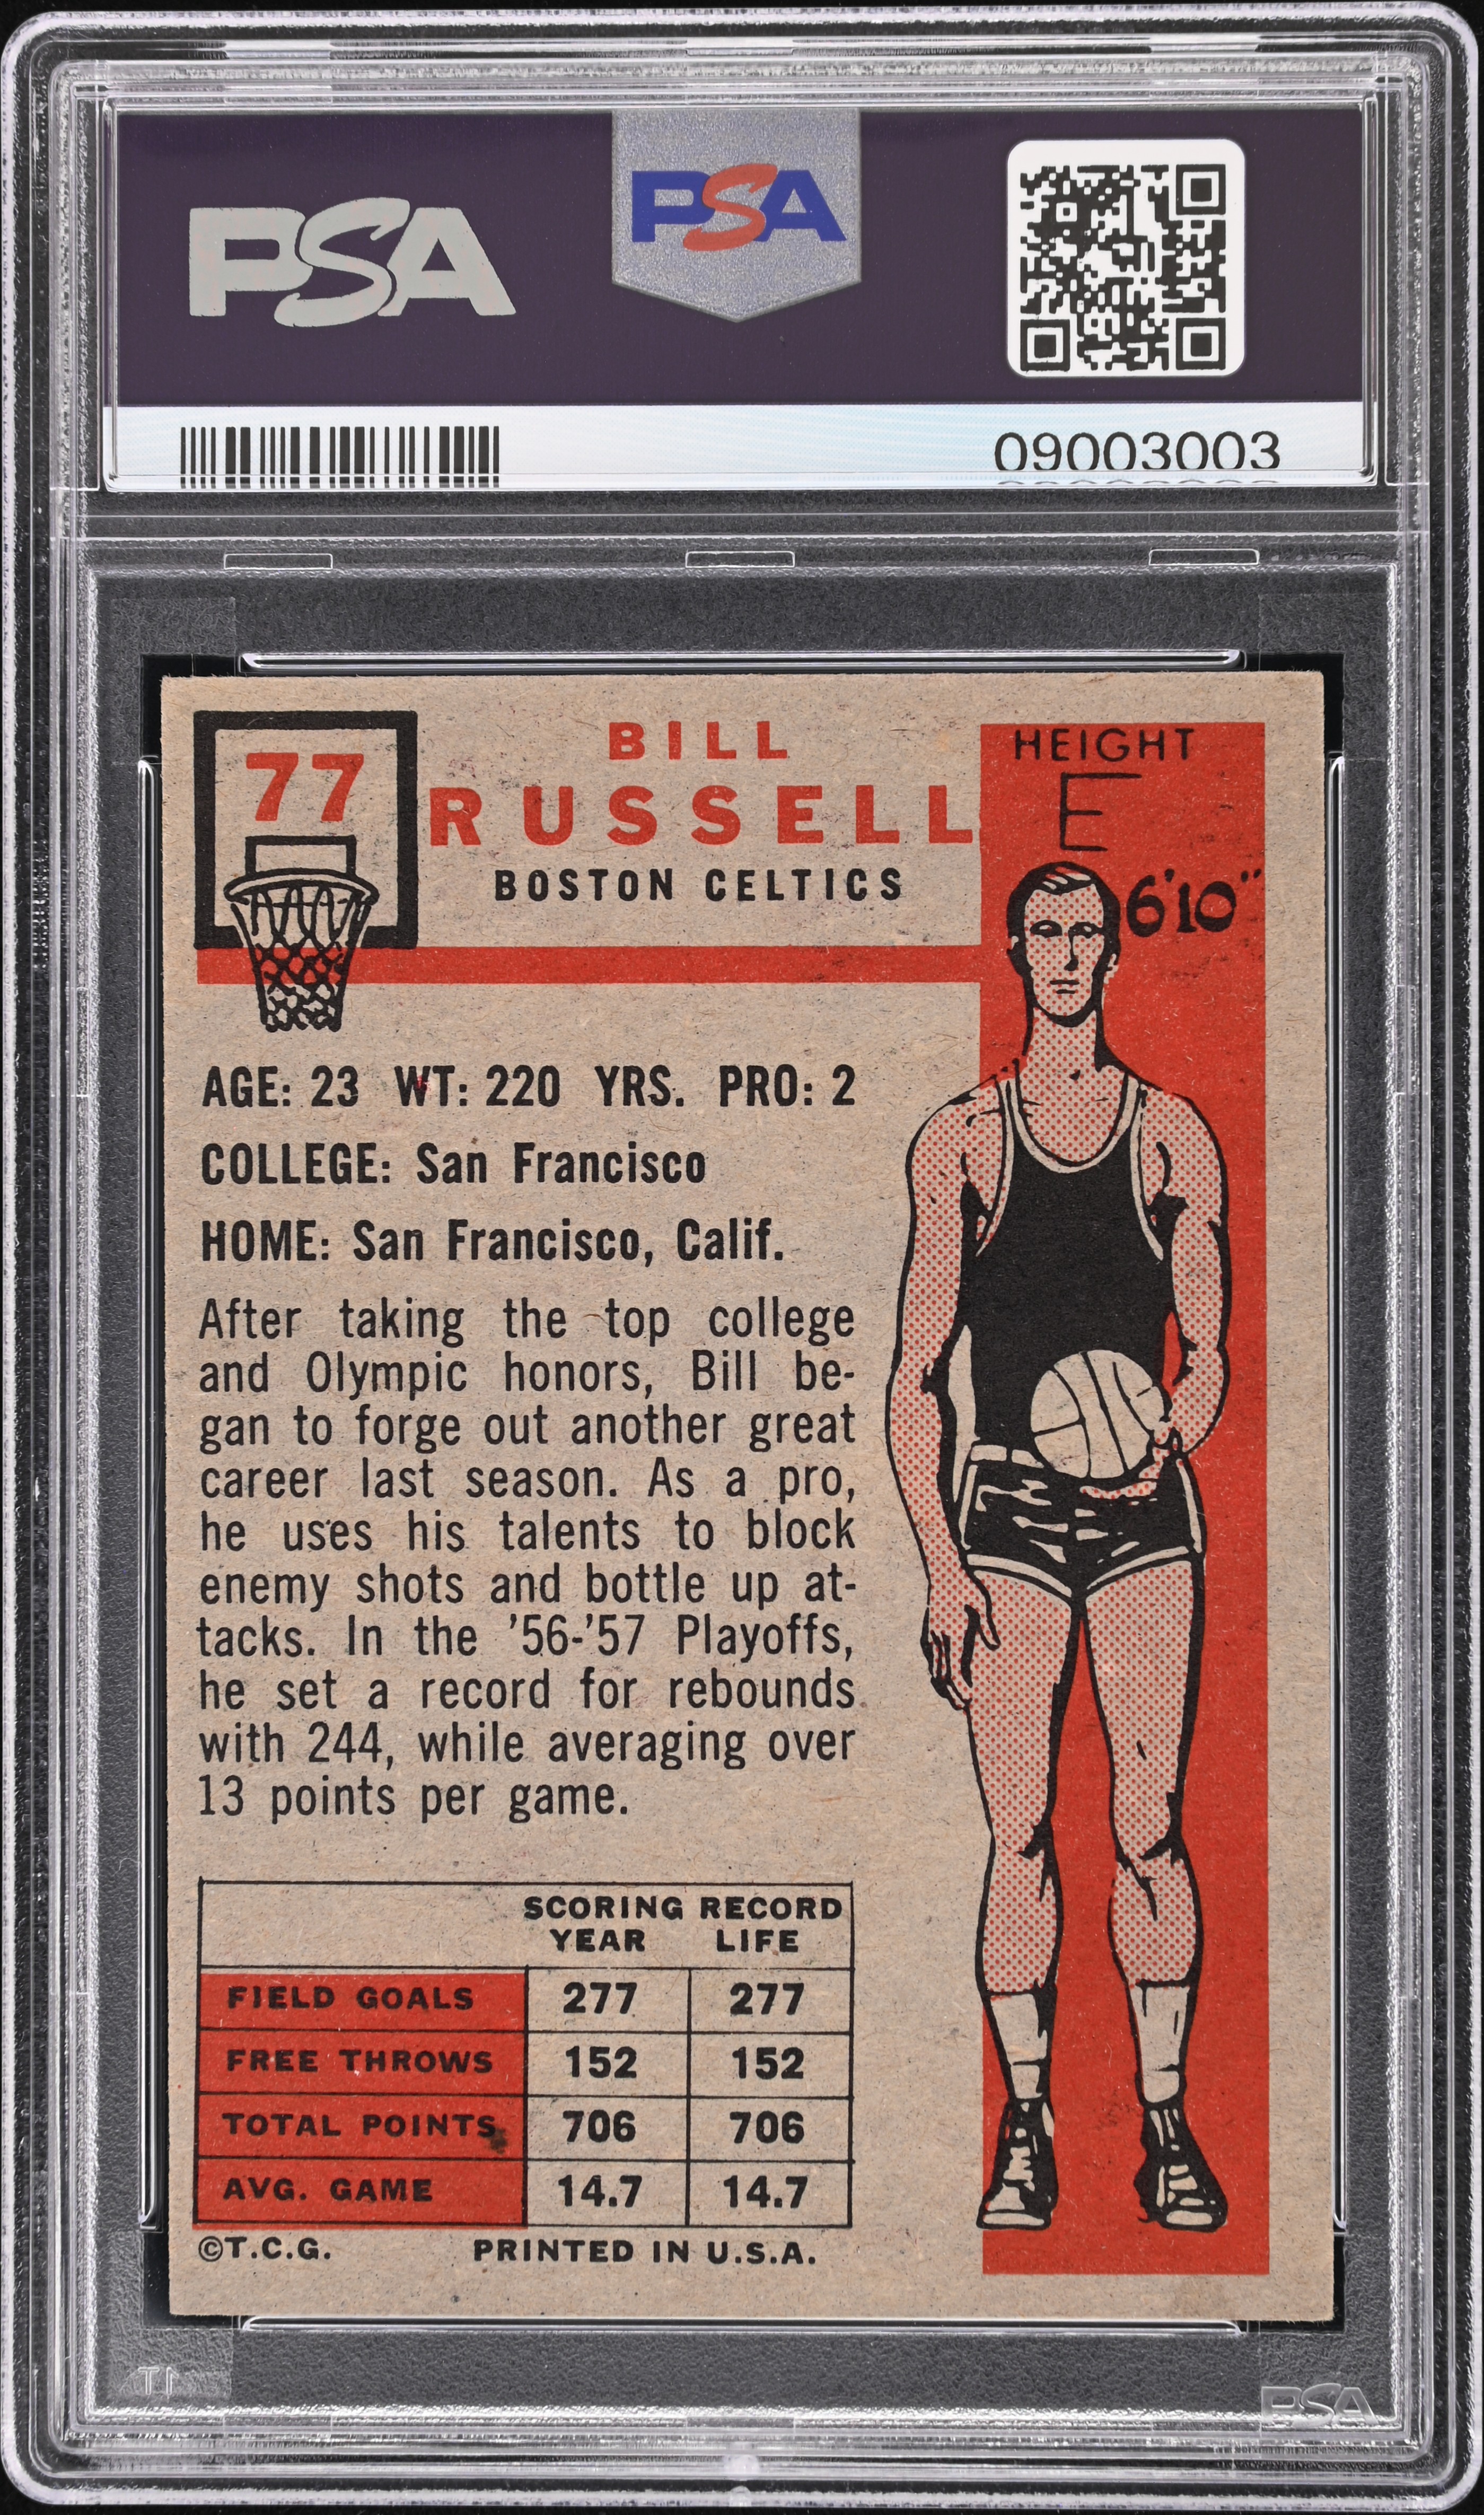 PSA
PSA
09003003
77
BILL
RUSSELL
BOSTON CELTICS
HEIGHT
6'10"
AGE: 23 WT: 220 YRS. PRO: 2
COLLEGE: San Francisco
HOME: San Francisco, Calif.
After taking the top college
and Olympic honors, Bill be-
gan to forge out another great
career last season. As a pro,
he uses his talents to block
enemy shots and bottle up at-
tacks. In the '56-'57 Playoffs,
he set a record for rebounds
with 244, while averaging over
13 points per game.
SCORING RECORD
YEAR LIFE
FIELD GOALS 277 277
FREE THROWS 152 152
TOTAL POINTS 706 706
AVG. GAME 14.7 14.7
©T.C.G. PRINTED IN U.S.A.
PSA